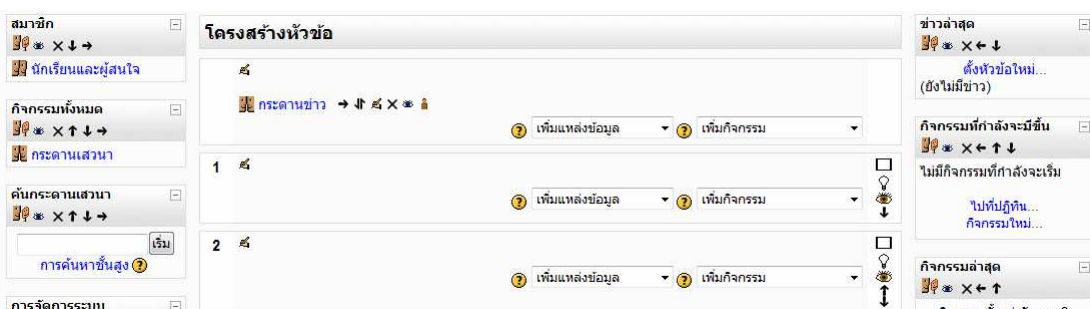 สมาชิก
นักเรียนและผู้สนใจ
กิจกรรมทั้งหมด
กระดานเสวนา
ค้นกระดานเสวนา
เริ่ม
การค้นหาขั้นสูง
การจัดการระบบ
โครงสร้างหัวข้อ
กระดานข่าว
เพิ่มแหล่งข้อมูล เพิ่มกิจกรรม
1
เพิ่มแหล่งข้อมูล เพิ่มกิจกรรม
2
เพิ่มแหล่งข้อมูล เพิ่มกิจกรรม
ข่าวล่าสุด
ตั้งหัวข้อใหม่...
(ยังไม่มีข่าว)
กิจกรรมที่กำลังจะมีขึ้น
ไม่มีกิจกรรมที่กำลังจะเริ่ม
ไปที่ปฏิทิน...
กิจกรรมใหม่...
กิจกรรมล่าสุด